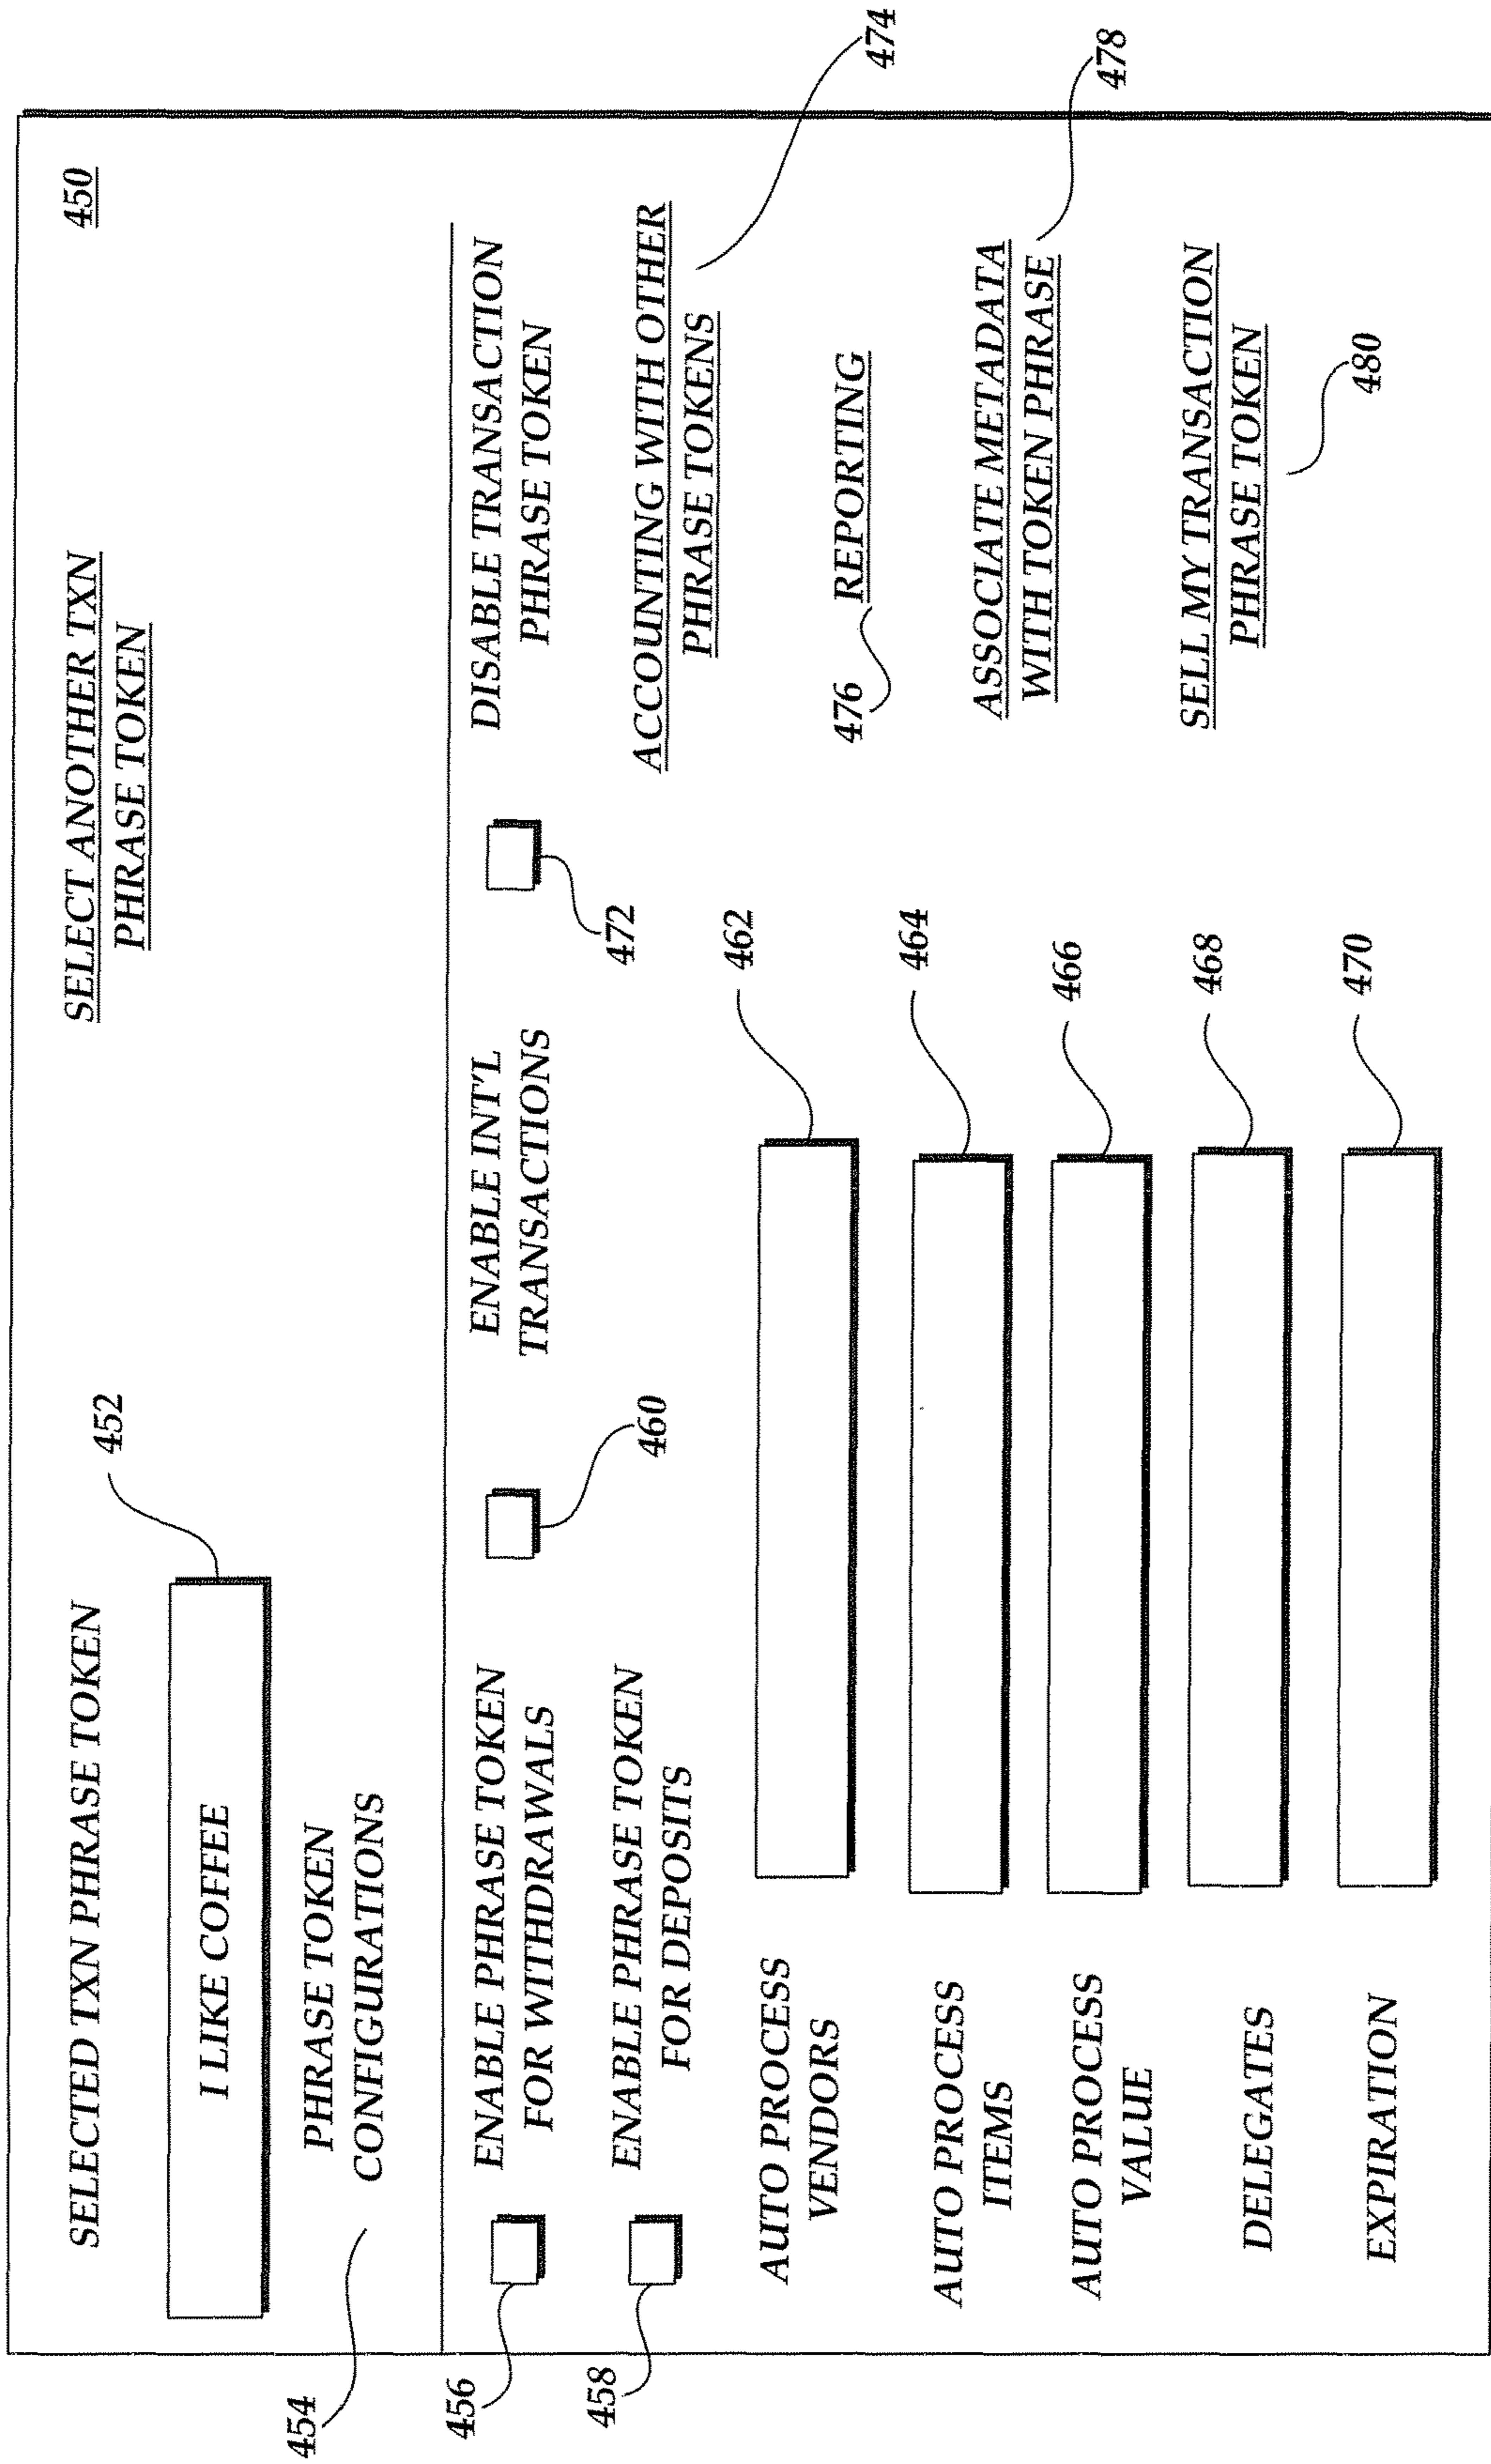 450
SELECTED TXN PHRASE TOKEN
SELECT ANOTHER TXN
PHRASE TOKEN
452
I LIKE COFFEE
454
PHRASE TOKEN
CONFIGURATIONS
456
ENABLE PHRASE TOKEN
FOR WITHDRAWALS
460
ENABLE INT'L
TRANSACTIONS
472
DISABLE TRANSACTION
PHRASE TOKEN
458
ENABLE PHRASE TOKEN
FOR DEPOSITS
ACCOUNTING WITH OTHER
PHRASE TOKENS
474
AUTO PROCESS
VENDORS
462
476
REPORTING
AUTO PROCESS
ITEMS
464
ASSOCIATE METADATA
WITH TOKEN PHRASE
478
AUTO PROCESS
VALUE
466
SELL MY TRANSACTION
PHRASE TOKEN
480
DELEGATES
468
EXPIRATION
470